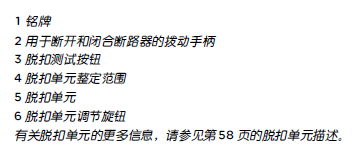 1 铭牌
2 用于断开和闭合断路器的拨动手柄
3 脱扣测试按钮
4 脱扣单元整定范围
5 脱扣单元
6 脱扣单元调节旋钮
有关脱扣单元的更多信息，请参见第 58 页的脱扣单元描述。